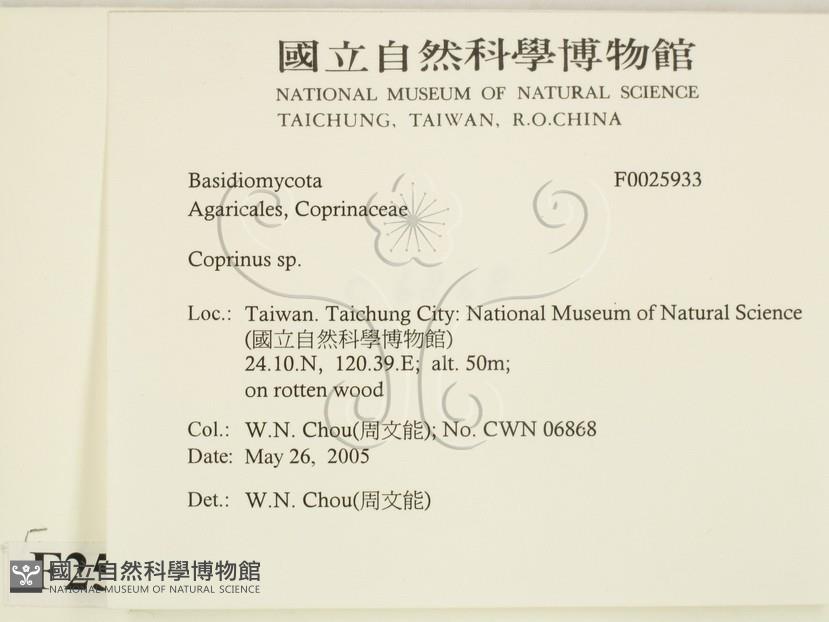 國立自然科學博物館
NATIONAL MUSEUM OF NATURAL SCIENCE
TAICHUNG, TAIWAN, R.O.CHINA
Basidiomycota F0025933
Agaricales, Coprinaceae
Coprinus sp.
Loc.: Taiwan. Taichung City: National Museum of Natural Science
(國立自然科學博物館)
24.10.N, 120.39.E; alt. 50m;
on rotten wood
Col.: W.N. Chou(周文能); No. CWN 06868
Date: May 26, 2005
Det.: W.N. Chou(周文能)
國立自然科學博物館
NATIONAL MUSEUM OF NATURAL SCIENCE